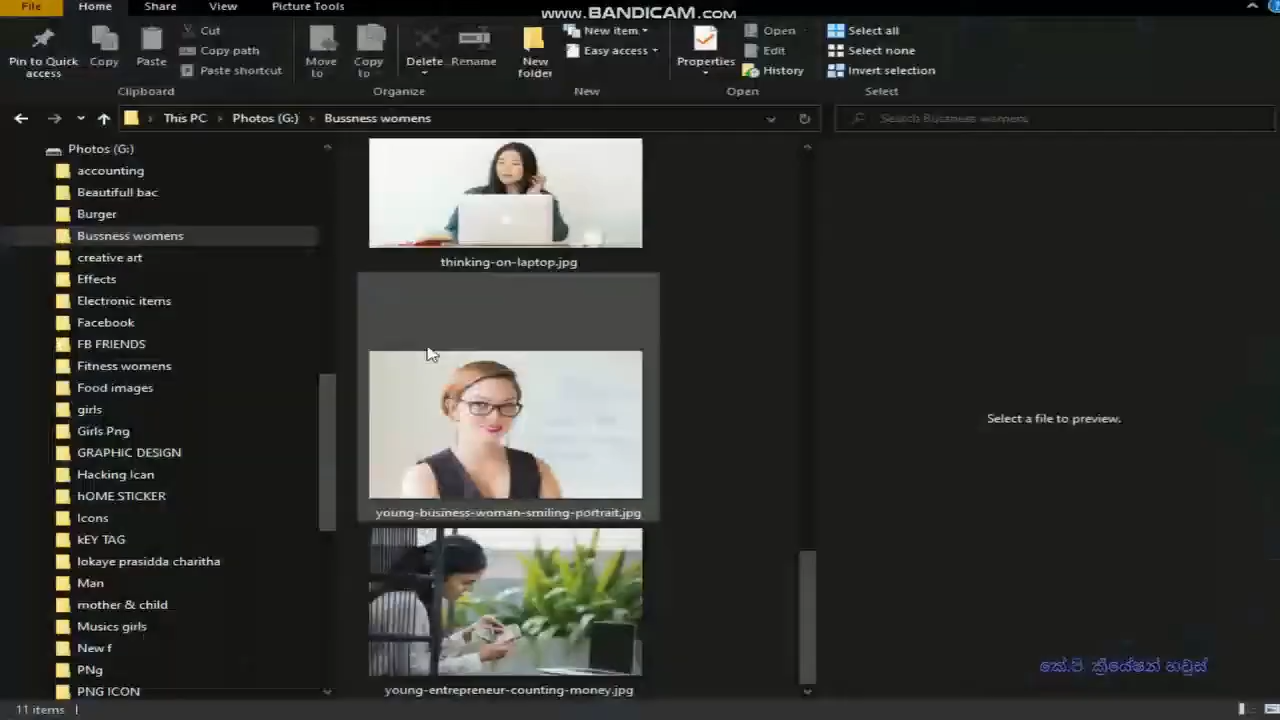 www.BANDICAM.com
File Home Share View Picture Tools
Pin to Quick access
Copy
Paste
Cut
Copy path
Paste shortcut
Clipboard
Move to
Copy to
Delete
Rename
Organize
New folder
New item
Easy access
New
Properties
Open
Edit
History
Open
Select all
Select none
Invert selection
Select
This PC > Photos (G:) > Bussness womens
Search Bussness womens
Photos (G:)
accounting
Beautifull bac
Burger
Bussness womens
creative art
Effects
Electronic items
Facebook
FB FRIENDS
Fitness womens
Food images
girls
Girls Png
GRAPHIC DESIGN
Hacking Ican
hOME STICKER
Icons
kEY TAG
lokaye prasidda charitha
Man
mother & child
Musics girls
New f
PNg
PNG ICON
thinking-on-laptop.jpg
young-business-woman-smiling-portrait.jpg
young-entrepreneur-counting-money.jpg
Select a file to preview.
කේ.පී. ක්‍රියේෂන් හවුස්
11 items